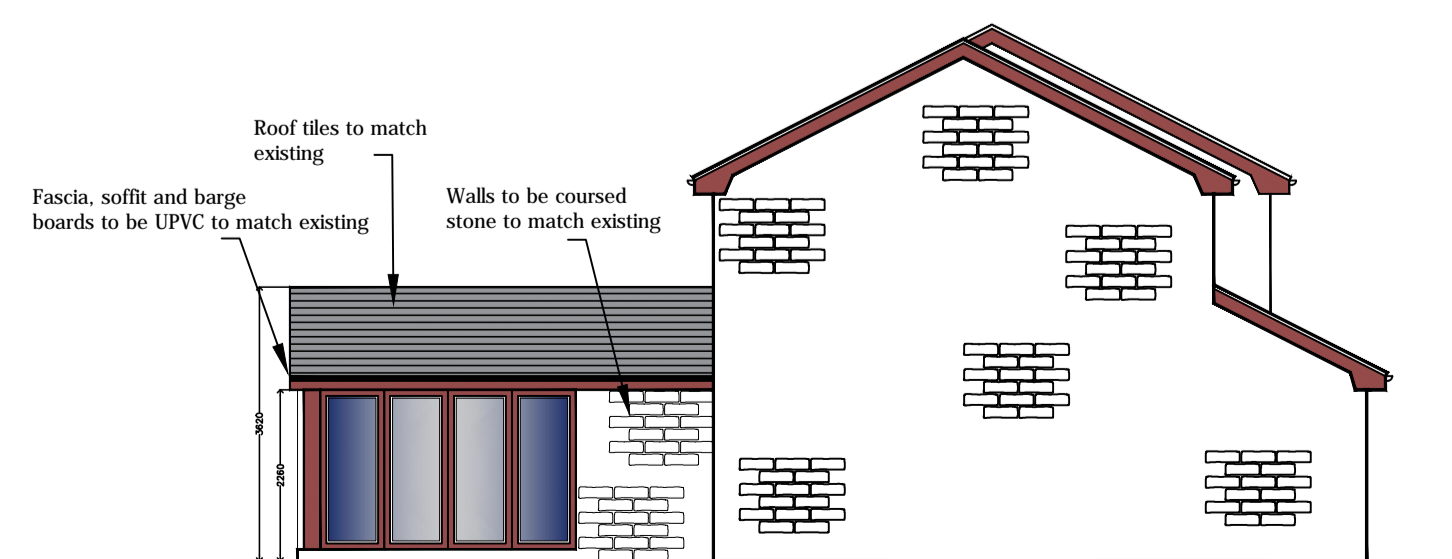 Roof tiles to match
existing
Fascia, soffit and barge
boards to be UPVC to match existing
Walls to be coursed
stone to match existing
3620
2260